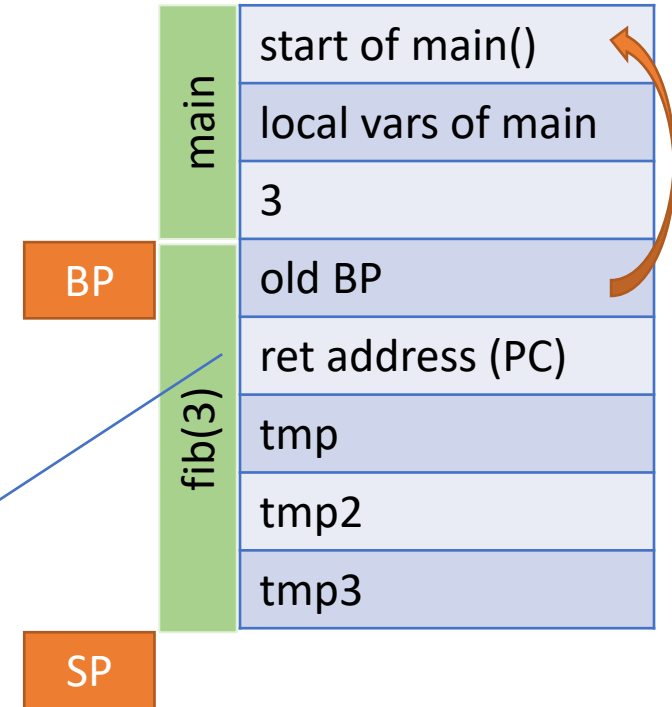 main
start of main()
local vars of main
3
BP
fib(3)
old BP
ret address (PC)
tmp
tmp2
tmp3
SP